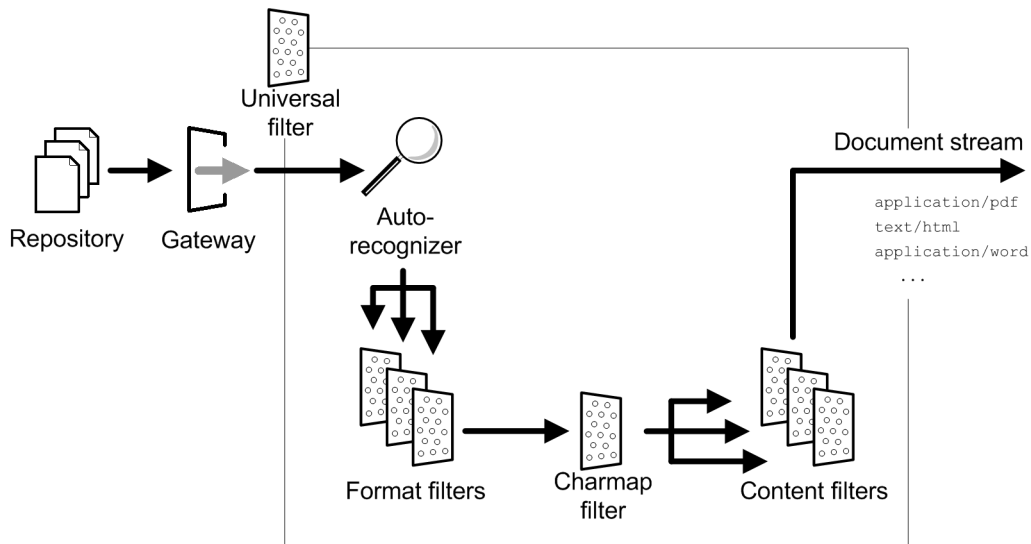 Universal
filter
Document stream
application/pdf
text/html
application/word
...
Repository
Gateway
Auto-
recognizer
Format filters
Charmap
filter
Content filters